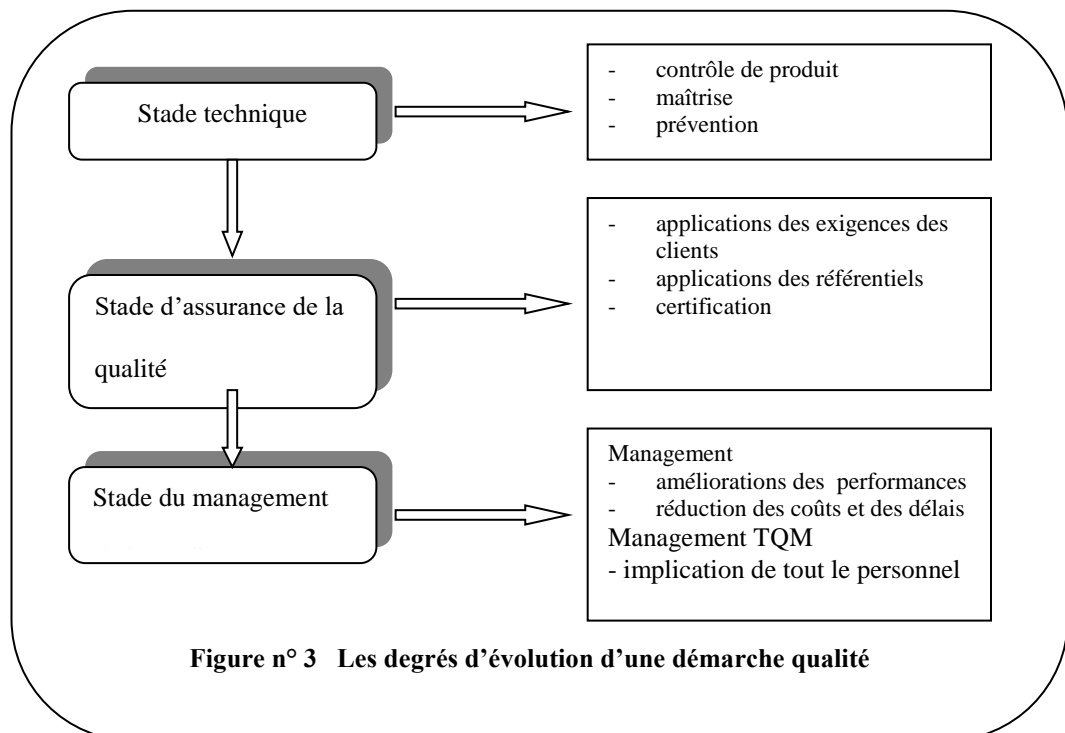 Stade technique
- contrôle de produit
- maîtrise
- prévention
Stade d’assurance de la
qualité
- applications des exigences des
clients
- applications des référentiels
- certification
Stade du management
Management
- améliorations des performances
- réduction des coûts et des délais
Management TQM
- implication de tout le personnel
Figure n° 3 Les degrés d’évolution d’une démarche qualité